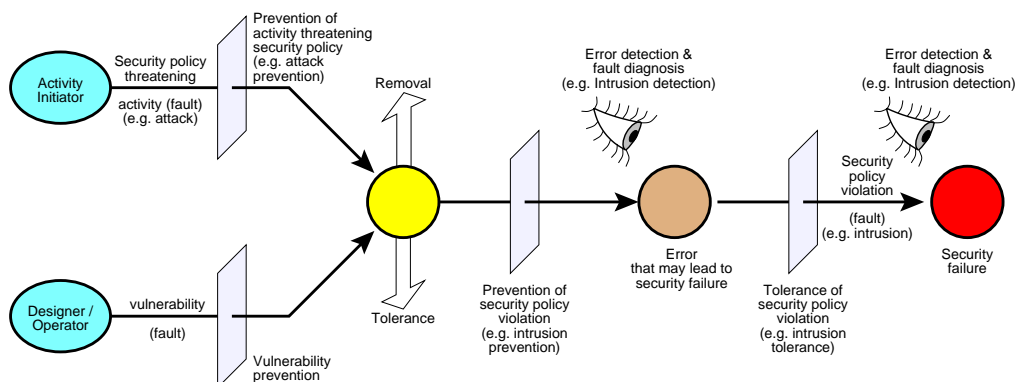 Activity
Initiator
Security policy
threatening
activity (fault)
(e.g. attack)
Prevention of
activity threatening
security policy
(e.g. attack
prevention)
Removal
Tolerance
Designer /
Operator
vulnerability
(fault)
Vulnerability
prevention
Prevention of
security policy
violation
(e.g. intrusion
prevention)
Error detection &
fault diagnosis
(e.g. Intrusion detection)
Error
that may lead to
security failure
Tolerance of
security policy
violation
(e.g. intrusion
tolerance)
Error detection &
fault diagnosis
(e.g. Intrusion detection)
Security
policy
violation
(fault)
(e.g. intrusion)
Security
failure